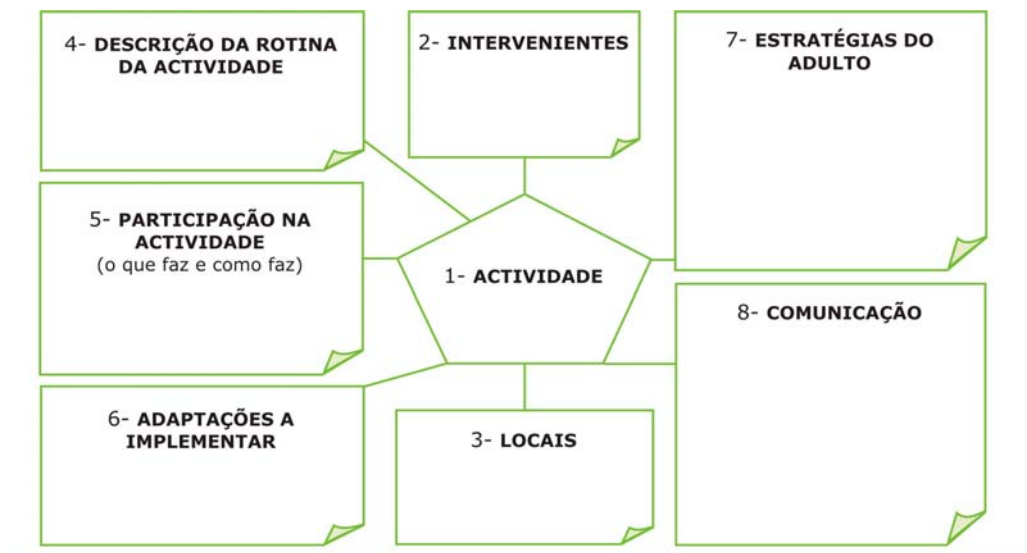 4- DESCRIÇÃO DA ROTINA
DA ACTIVIDADE
2- INTERVENIENTES
7- ESTRATÉGIAS DO
ADULTO
5- PARTICIPAÇÃO NA
ACTIVIDADE
(o que faz e como faz)
1- ACTIVIDADE
8- COMUNICAÇÃO
6- ADAPTAÇÕES A
IMPLEMENTAR
3- LOCAIS